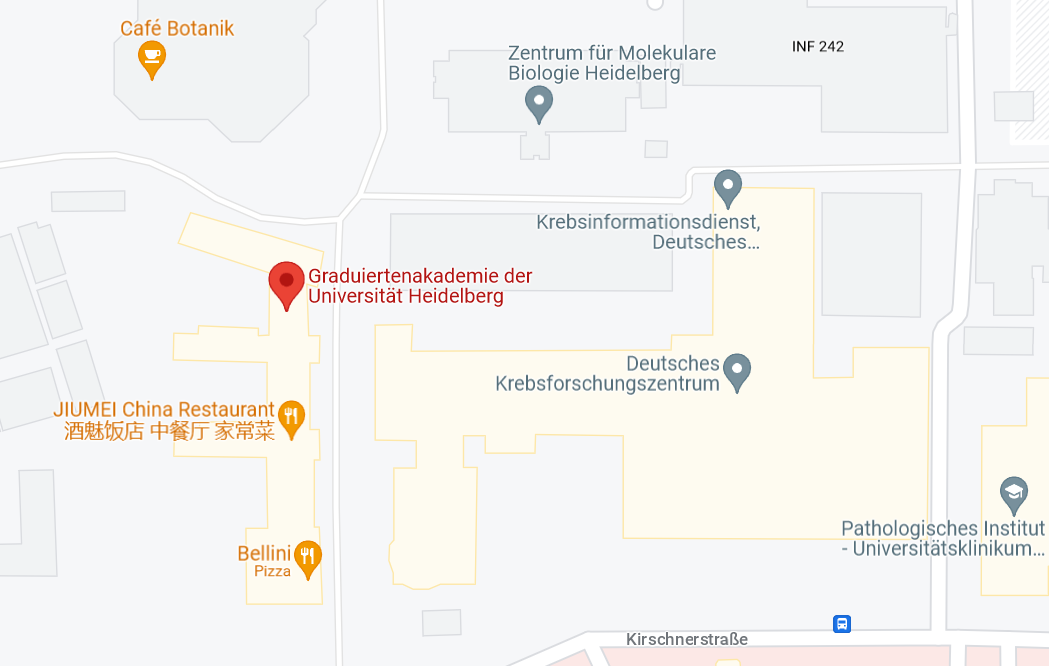 Café Botanik
Zentrum für Molekulare
Biologie Heidelberg
INF 242
Krebsinformationsdienst,
Deutsches...
Graduiertenakademie der
Universität Heidelberg
Deutsches
Krebsforschungszentrum
JIUMEI China Restaurant
酒魅饭店 中餐厅 家常菜
Pathologisches Institut
- Universitätsklinikum...
Bellini
Pizza
Kirschnerstraße